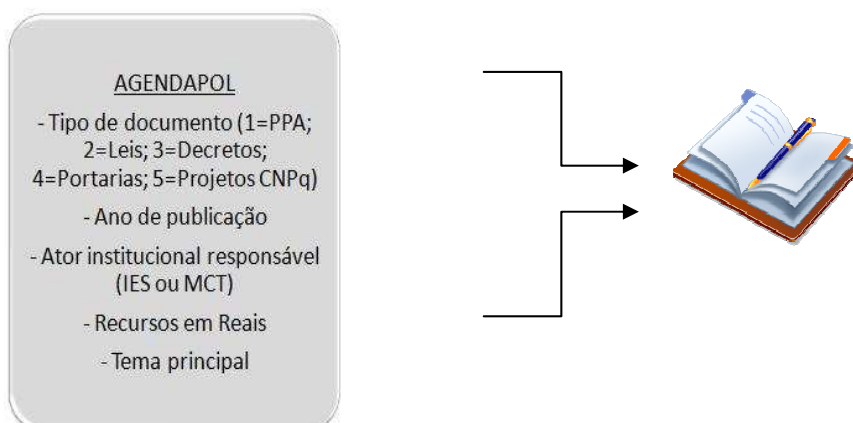 AGENDAPOL
- Tipo de documento (1=PPA;
2=Leis; 3=Decretos;
4=Portarias; 5=Projetos CNPq)
- Ano de publicação
- Ator institucional responsável
(IES ou MCT)
- Recursos em Reais
- Tema principal